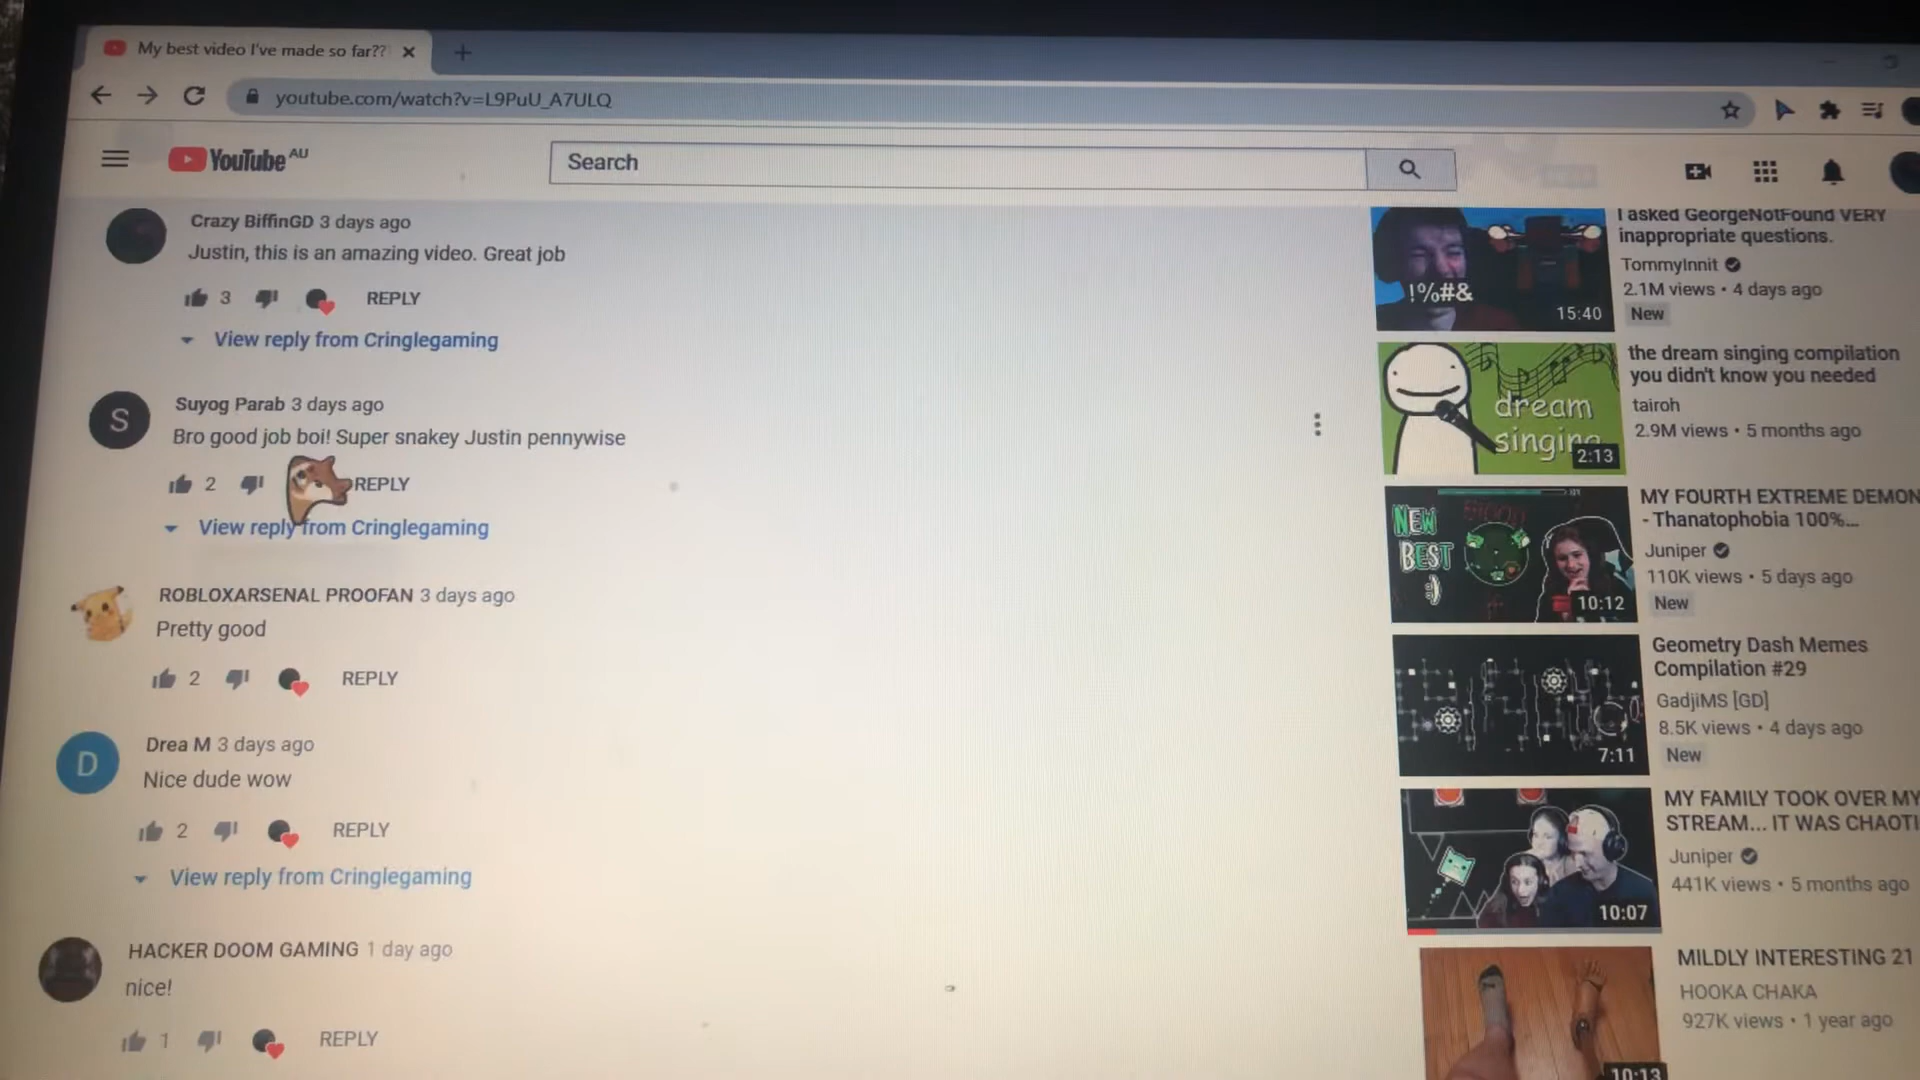 My best video I've made so far??
youtube.com/watch?v=L9PuU_A7ULQ
YouTube AU
Search
Crazy BiffinGD 3 days ago
Justin, this is an amazing video. Great job
3 REPLY
View reply from Cringlegaming
S
Suyog Parab 3 days ago
Bro good job boi! Super snakey Justin pennywise
2 REPLY
View reply from Cringlegaming
ROBLOXARSENAL PROOFAN 3 days ago
Pretty good
2 REPLY
D
Drea M 3 days ago
Nice dude wow
2 REPLY
View reply from Cringlegaming
HACKER DOOM GAMING 1 day ago
nice!
1 REPLY
!%#&
15:40
I asked GeorgeNotFound VERY
inappropriate questions.
TommyInnit
2.1M views • 4 days ago
New
dream
singing
2:13
the dream singing compilation
you didn't know you needed
tairoh
2.9M views • 5 months ago
NEW
BEST
:)
10:12
MY FOURTH EXTREME DEMON
- Thanatophobia 100%...
Juniper
110K views • 5 days ago
New
7:11
Geometry Dash Memes
Compilation #29
GadjiMS [GD]
8.5K views • 4 days ago
New
10:07
MY FAMILY TOOK OVER MY
STREAM... IT WAS CHAOTI
Juniper
441K views • 5 months ago
10:13
MILDLY INTERESTING 21
HOOKA CHAKA
927K views • 1 year ago